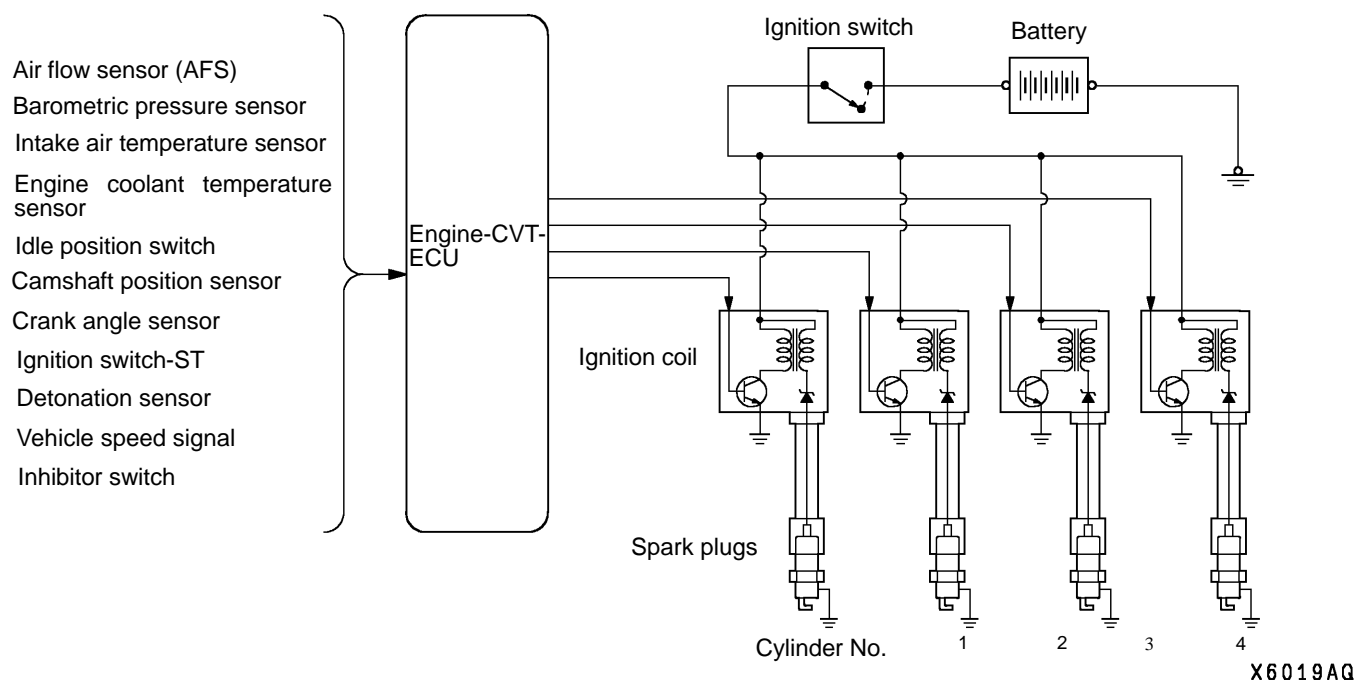 Ignition switch
Battery
Air flow sensor (AFS)
Barometric pressure sensor
Intake air temperature sensor
Engine coolant temperature
sensor
Idle position switch
Camshaft position sensor
Crank angle sensor
Ignition switch-ST
Detonation sensor
Vehicle speed signal
Inhibitor switch
Engine-CVT-
ECU
Ignition coil
Spark plugs
Cylinder No. 1 2 3 4
X6019AQ